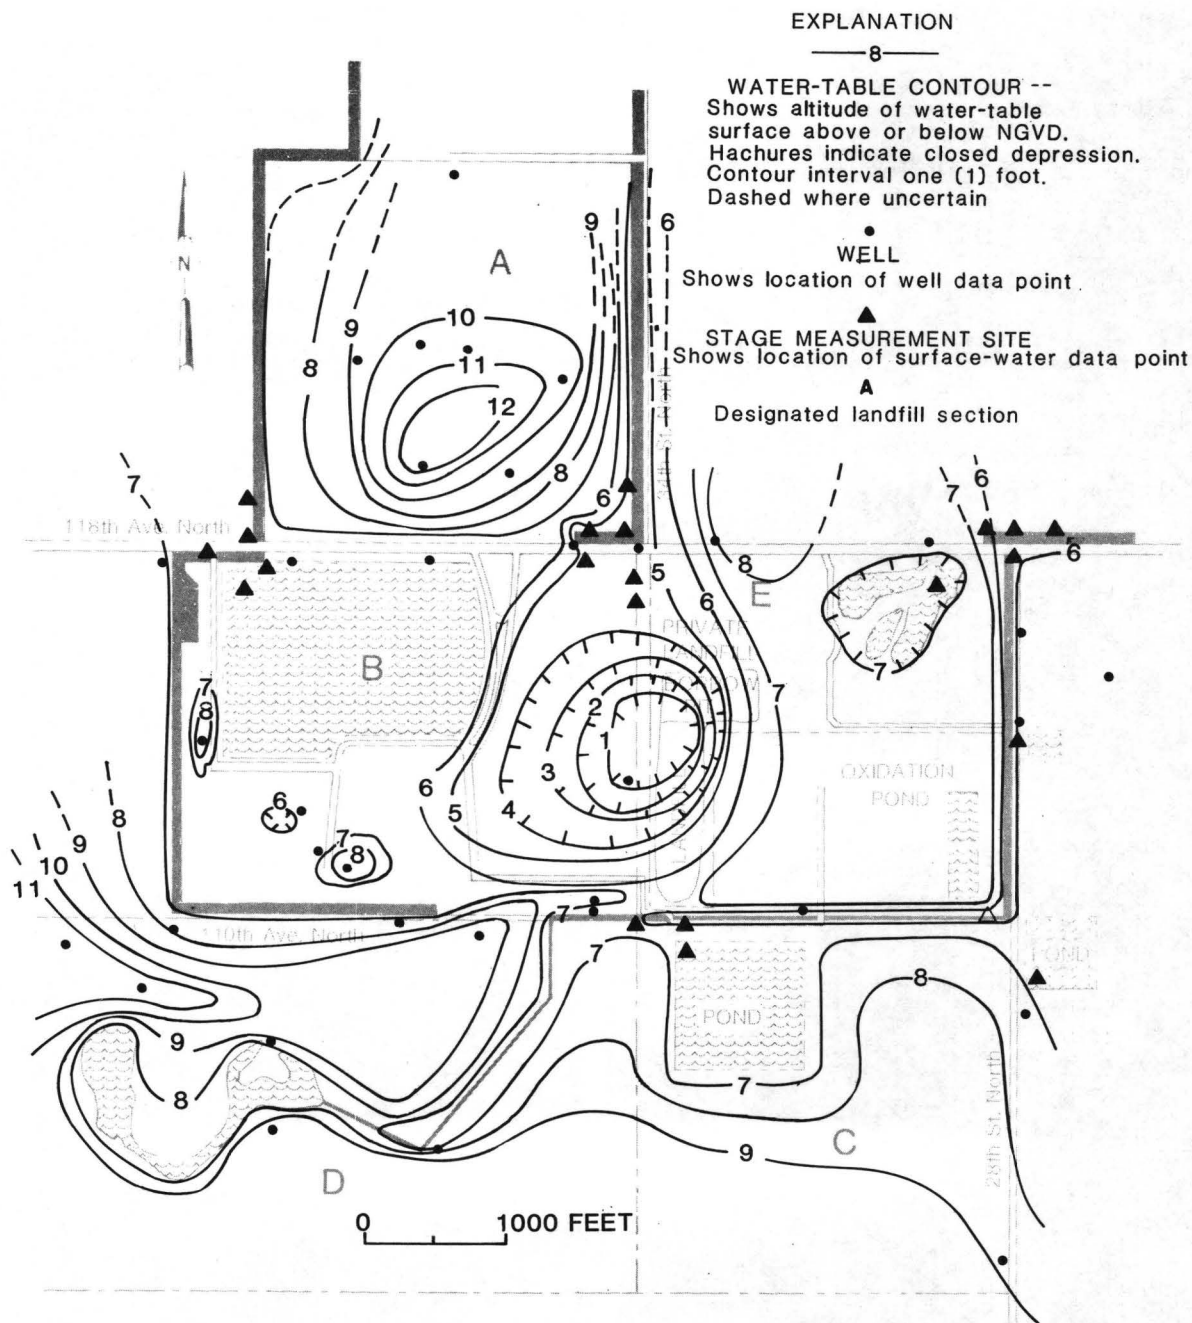 EXPLANATION
8
WATER-TABLE CONTOUR --
Shows altitude of water-table
surface above or below NGVD.
Hachures indicate closed depression.
Contour interval one (1) foot.
Dashed where uncertain
WELL
Shows location of well data point
STAGE MEASUREMENT SITE
Shows location of surface-water data point
A
Designated landfill section
N
A
9
6
10
9
8
11
12
8
6
34th St. North
7
118th Ave. North
7
6
6
8
5
6
E
PRIVATE
LANDFILL
7
7
B
7
8
2
1
3
4
5
6
6
7
8
OXIDATION
POND
8
9
10
11
7
7
110th Ave. North
POND
POND
8
9
8
7
9
C
D
28th St. North
0 1000 FEET